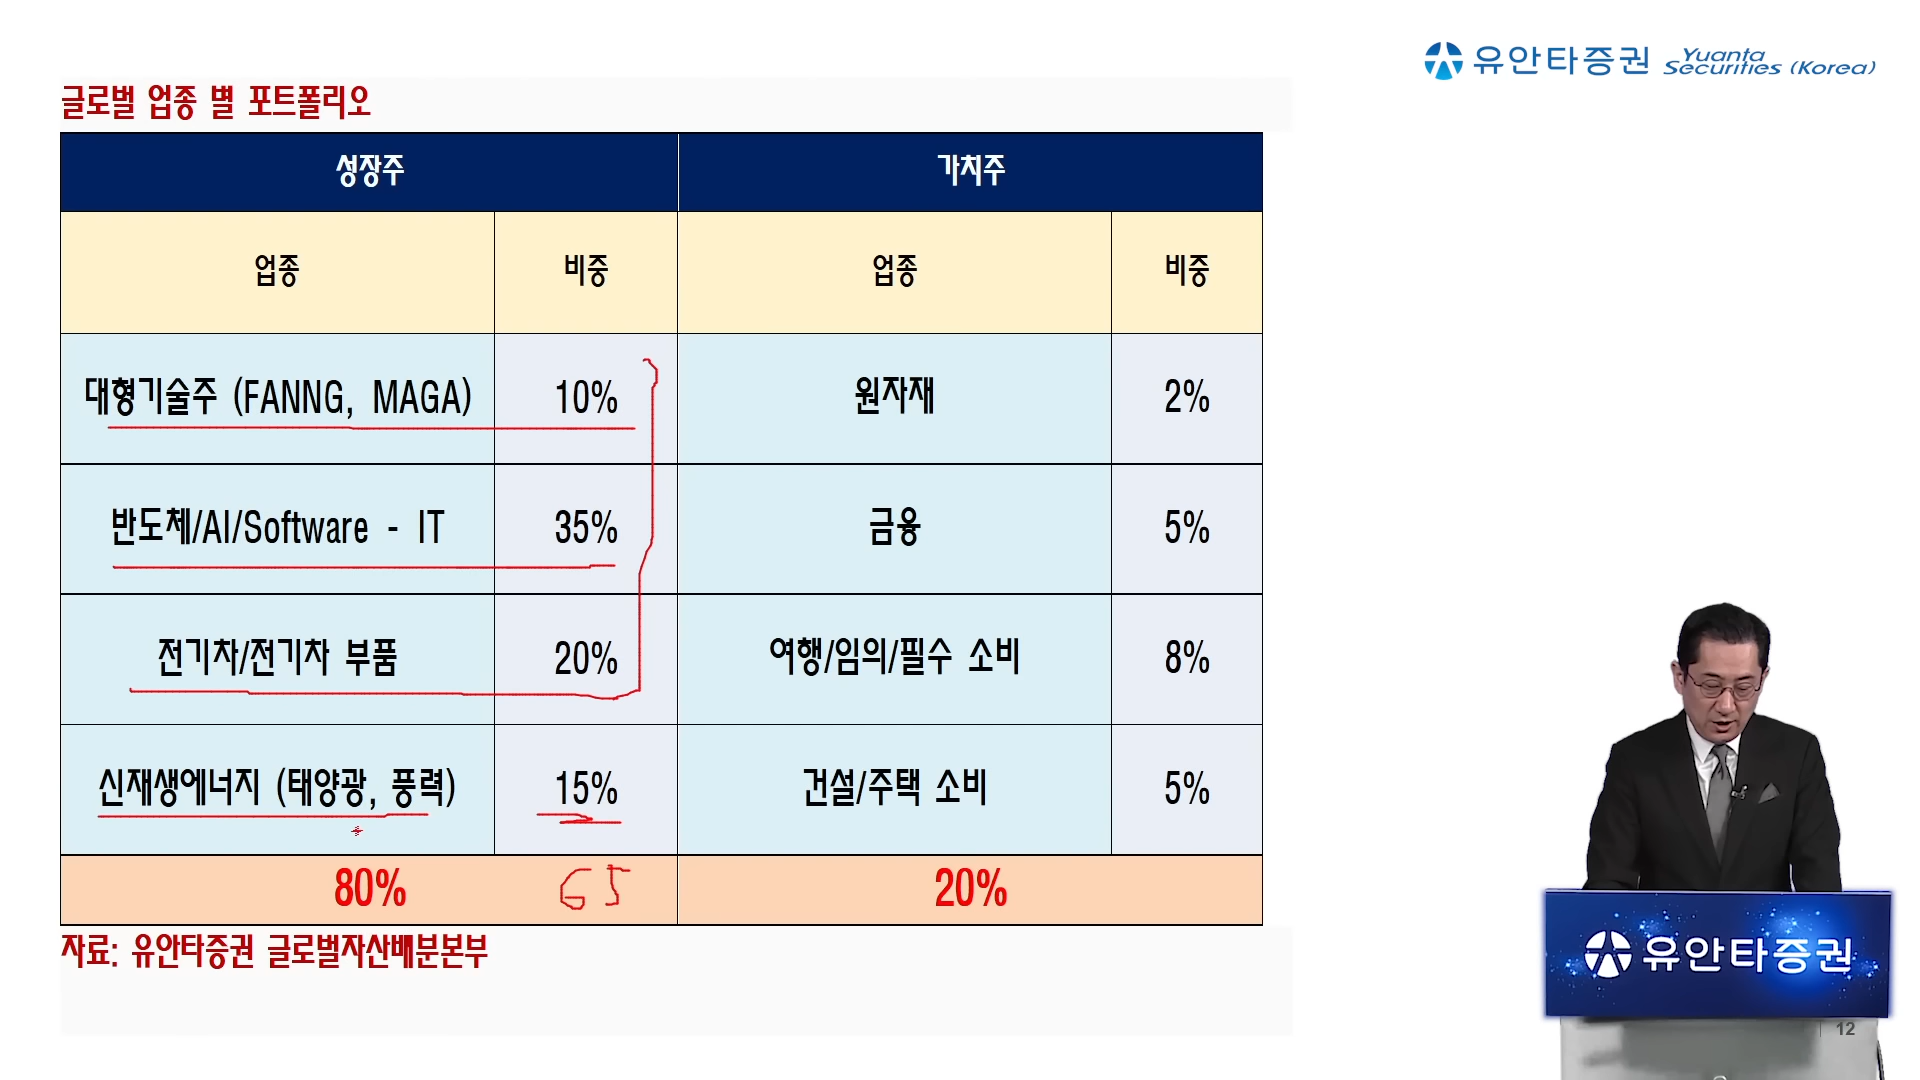 유안타증권 Yuanta Securities (Korea)
글로벌 업종 별 포트폴리오
성장주 가치주
업종 비중 업종 비중
대형기술주 (FANNG, MAGA) 10% 원자재 2%
반도체/AI/Software - IT 35% 금융 5%
전기차/전기차 부품 20% 여행/임의/필수 소비 8%
신재생에너지 (태양광, 풍력) 15% 건설/주택 소비 5%
80% 65 20%
자료: 유안타증권 글로벌자산배분본부
유안타증권
12